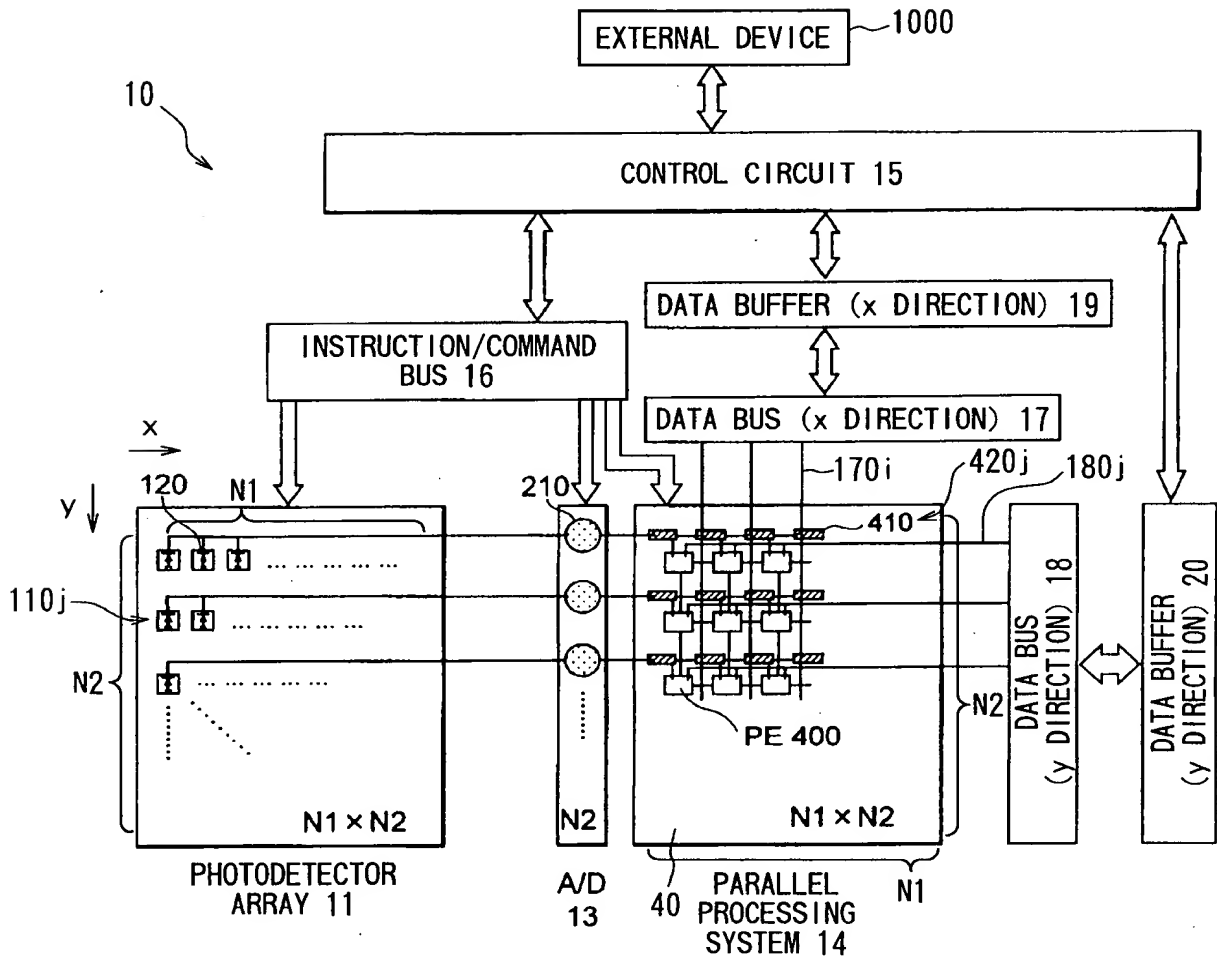 EXTERNAL DEVICE
1000
10
CONTROL CIRCUIT 15
DATA BUFFER (x DIRECTION) 19
INSTRUCTION/COMMAND
BUS 16
DATA BUS (x DIRECTION) 17
x
y
120
N1
210
170i
420j
180j
410
110j
N2
PE 400
N2
N1 × N2
N2
N1 × N2
DATA BUS
(y DIRECTION) 18
DATA BUFFER
(y DIRECTION) 20
PHOTODETECTOR
ARRAY 11
A/D
13
40
PARALLEL
PROCESSING
SYSTEM 14
N1